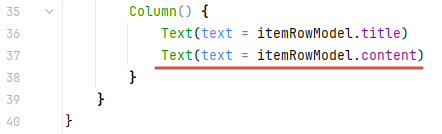 35 Column() {
36 Text(text = itemRowModel.title)
37 Text(text = itemRowModel.content)
38 }
39 }
40 }